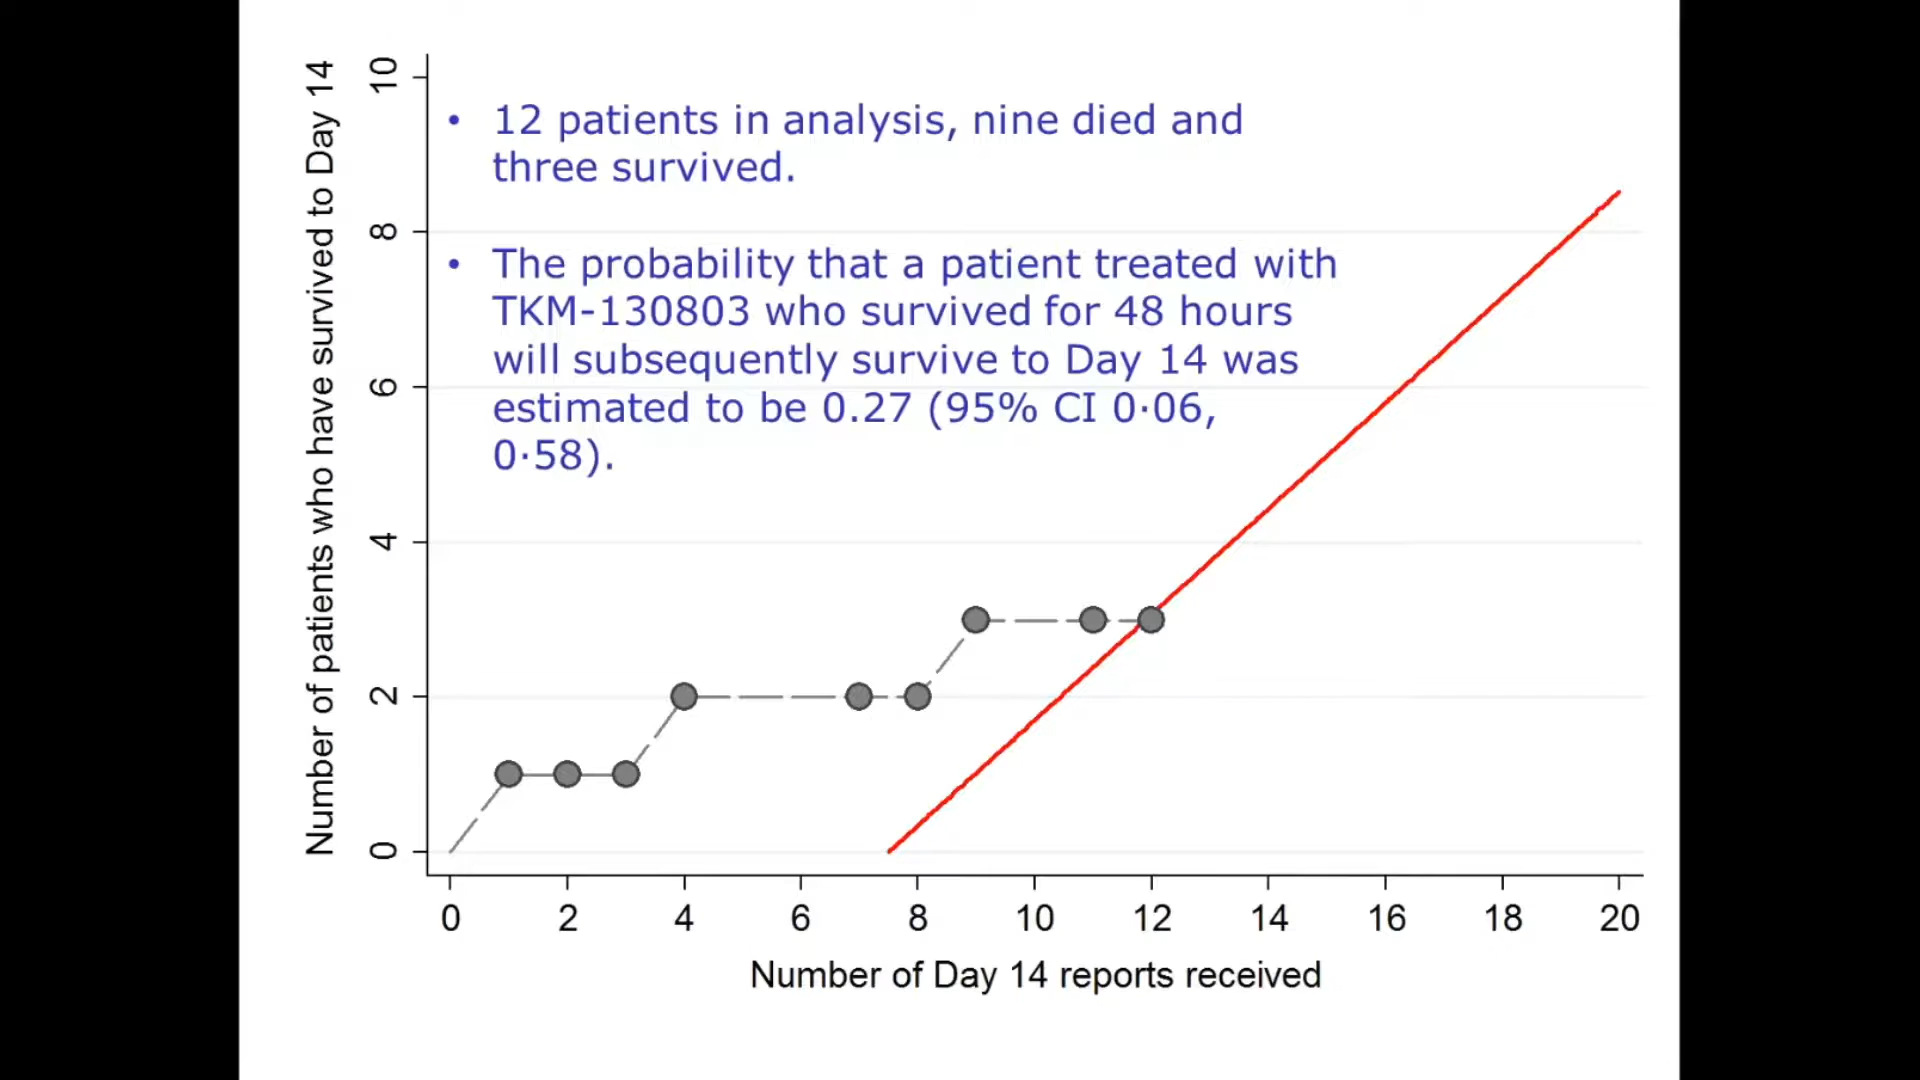 • 12 patients in analysis, nine died and
three survived.
• The probability that a patient treated with
TKM-130803 who survived for 48 hours
will subsequently survive to Day 14 was
estimated to be 0.27 (95% CI 0·06,
0·58).
Number of patients who have survived to Day 14
10
8
6
4
2
0
0 2 4 6 8 10 12 14 16 18 20
Number of Day 14 reports received